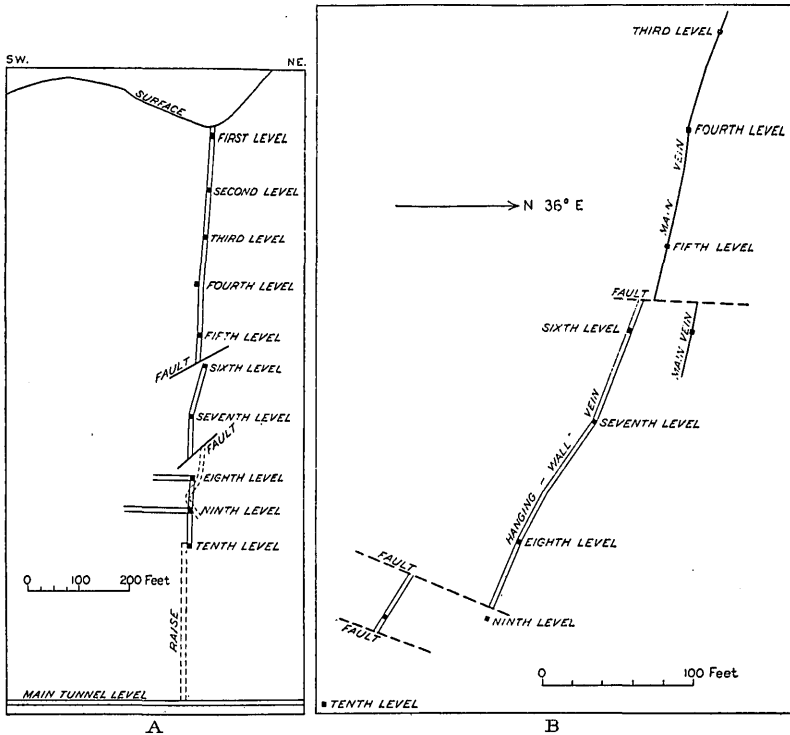 SW.
NE.
SURFACE
FIRST LEVEL
SECOND LEVEL
THIRD LEVEL
FOURTH LEVEL
FIFTH LEVEL
FAULT
SIXTH LEVEL
SEVENTH LEVEL
FAULT
EIGHTH LEVEL
NINTH LEVEL
TENTH LEVEL
0 100 200 Feet
RAISE
MAIN TUNNEL LEVEL
A
THIRD LEVEL
FOURTH LEVEL
MAIN VEIN
N 36° E
FIFTH LEVEL
FAULT
SIXTH LEVEL
MAIN VEIN
SEVENTH LEVEL
HANGING - WALL VEIN
EIGHTH LEVEL
FAULT
FAULT
NINTH LEVEL
0 100 Feet
TENTH LEVEL
B